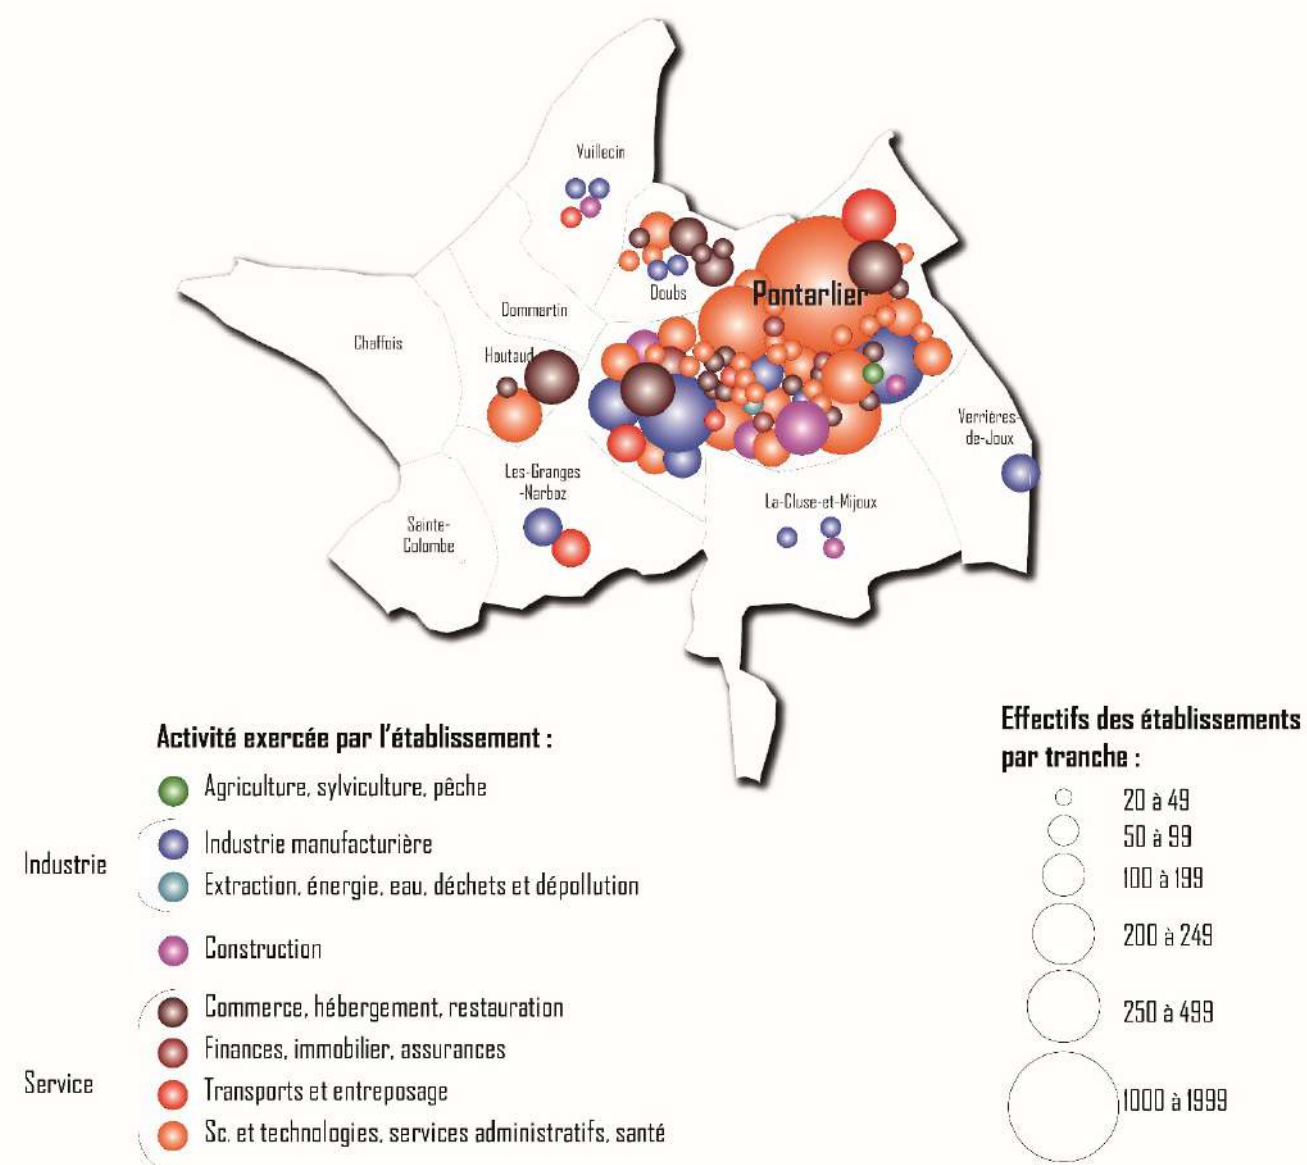 Vuillecin
Doubs
Pontarlier
Dommartin
Chaffois
Houtaud
Verrières-
de-Joux
Les-Granges
-Narboz
La-Cluse-et-Mijoux
Sainte-
Colombe
Activité exercée par l'établissement :
Agriculture, sylviculture, pêche
Industrie
Industrie manufacturière
Extraction, énergie, eau, déchets et dépollution
Construction
Service
Commerce, hébergement, restauration
Finances, immobilier, assurances
Transports et entreposage
Sc. et technologies, services administratifs, santé
Effectifs des établissements
par tranche :
20 à 49
50 à 99
100 à 199
200 à 249
250 à 499
1000 à 1999